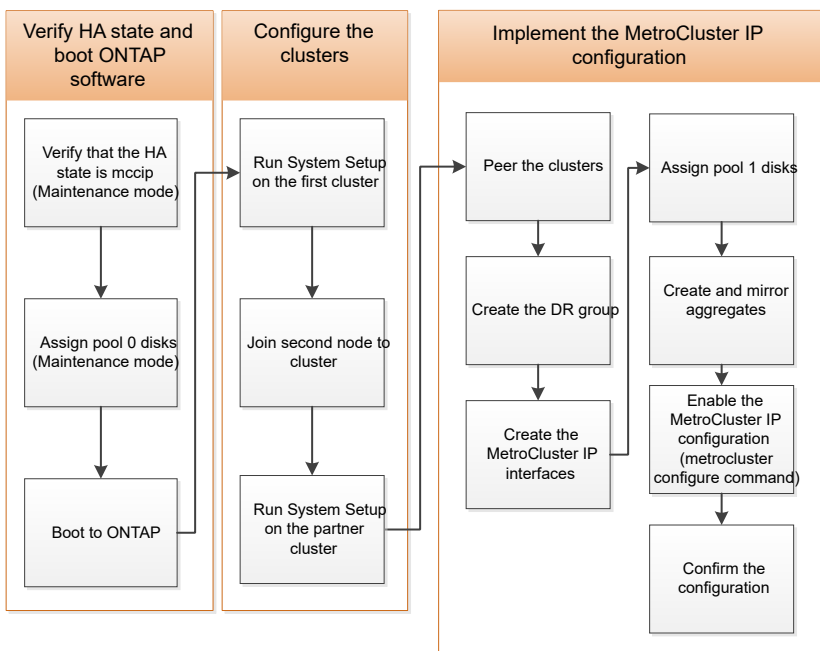 Verify HA state and
boot ONTAP
software
Verify that the HA
state is mccip
(Maintenance mode)
Assign pool 0 disks
(Maintenance mode)
Boot to ONTAP
Configure the
clusters
Run System Setup
on the first cluster
Join second node to
cluster
Run System Setup
on the partner
cluster
Implement the MetroCluster IP
configuration
Peer the clusters
Create the DR group
Create the
MetroCluster IP
interfaces
Assign pool 1 disks
Create and mirror
aggregates
Enable the
MetroCluster IP
configuration
(metrocluster
configure command)
Confirm the
configuration